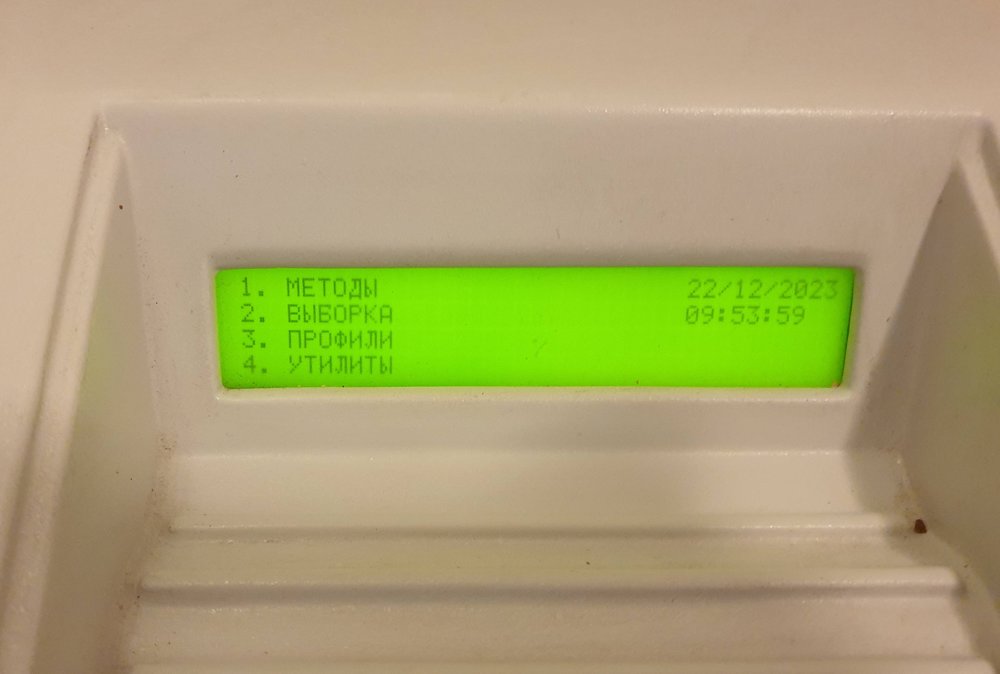 1. МЕТОДЫ 22/12/2023
2. ВЫБОРКА 09:53:59
3. ПРОФИЛИ
4. УТИЛИТЫ